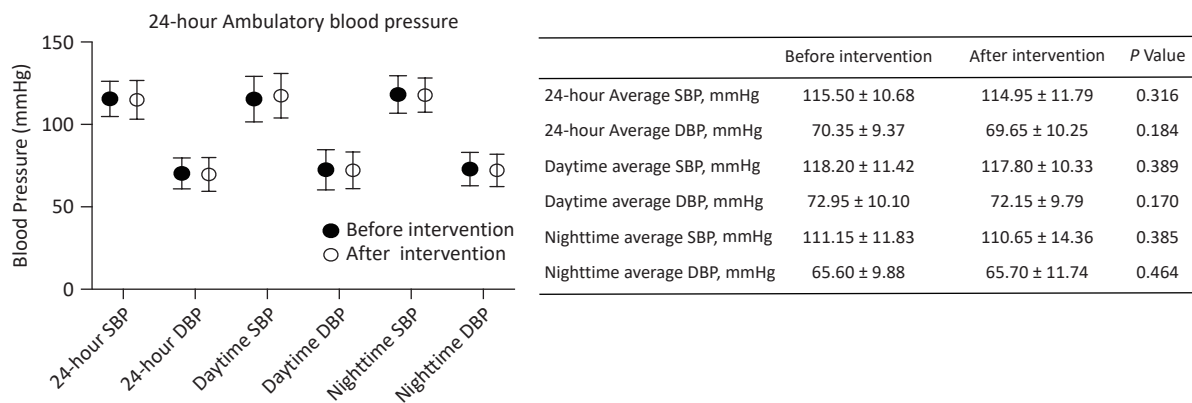 24-hour Ambulatory blood pressure
Blood Pressure (mmHg)
150
100
50
0
Before intervention
After intervention
24-hour SBP
24-hour DBP
Daytime SBP
Daytime DBP
Nighttime SBP
Nighttime DBP
Before intervention After intervention P Value
24-hour Average SBP, mmHg 115.50 ± 10.68 114.95 ± 11.79 0.316
24-hour Average DBP, mmHg 70.35 ± 9.37 69.65 ± 10.25 0.184
Daytime average SBP, mmHg 118.20 ± 11.42 117.80 ± 10.33 0.389
Daytime average DBP, mmHg 72.95 ± 10.10 72.15 ± 9.79 0.170
Nighttime average SBP, mmHg 111.15 ± 11.83 110.65 ± 14.36 0.385
Nighttime average DBP, mmHg 65.60 ± 9.88 65.70 ± 11.74 0.464